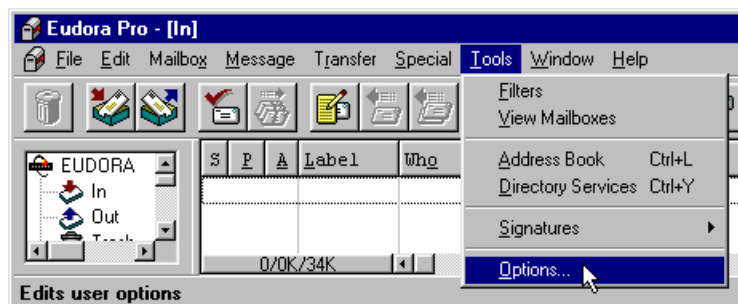 Eudora Pro - [In]
File Edit Mailbox Message Transfer Special Tools Window Help
Filters
View Mailboxes
Address Book Ctrl+L
Directory Services Ctrl+Y
Signatures
Options...
EUDORA
In
Out
S P A Label Who
0/0K/34K
Edits user options